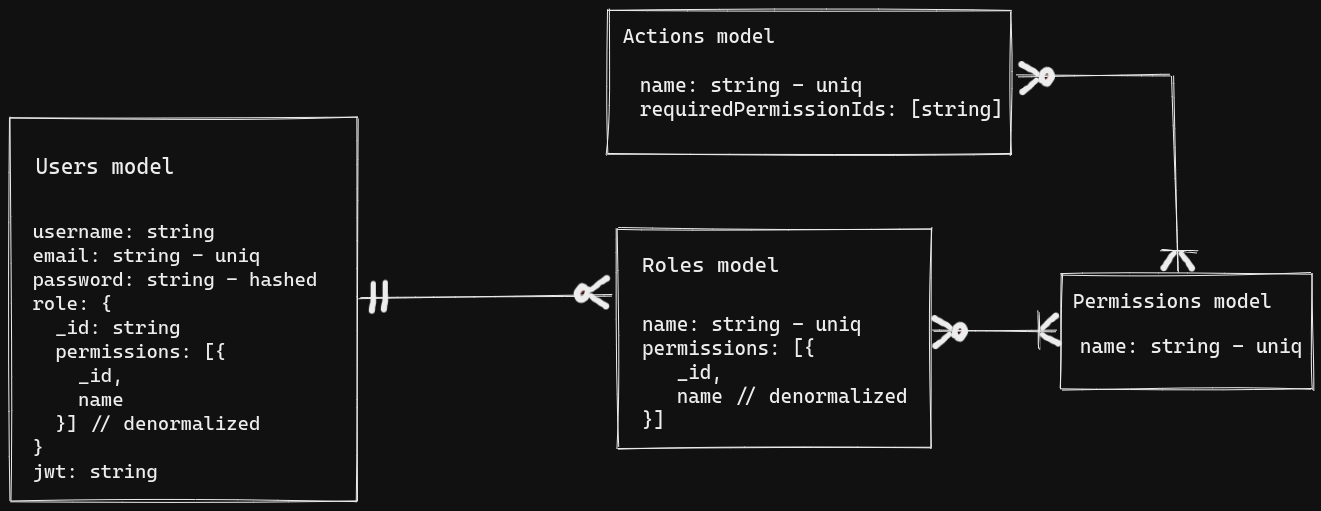 Actions model
name: string - uniq
requiredPermissionIds: [string]
Users model
username: string
email: string - uniq
password: string - hashed
role: {
_id: string
permissions: [{
_id,
name
}] // denormalized
}
jwt: string
Roles model
name: string - uniq
permissions: [{
_id,
name // denormalized
}]
Permissions model
name: string - uniq